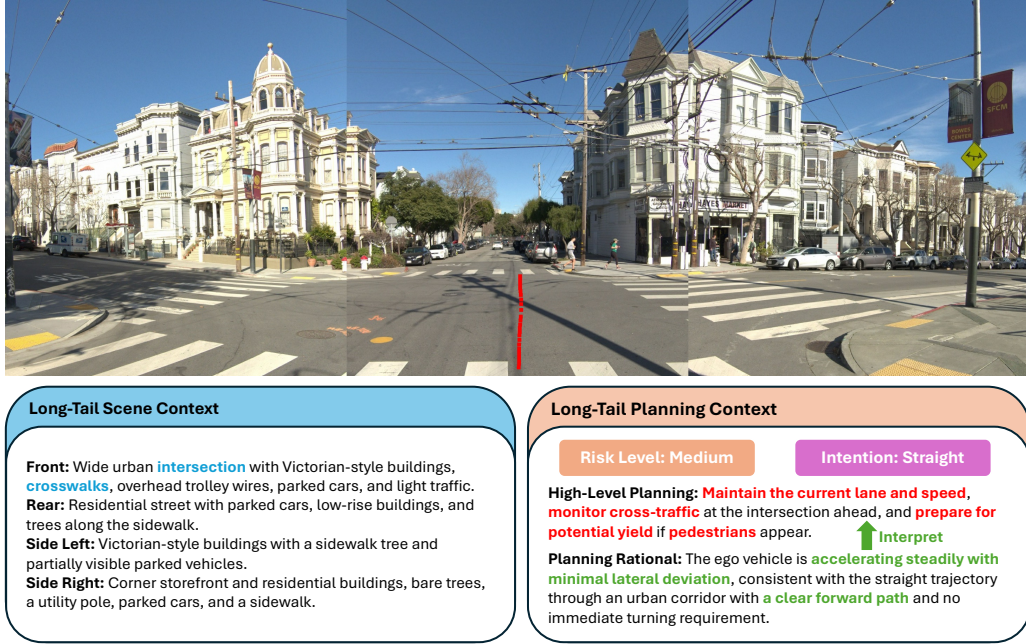 BOWES
CENTER
SFCM
HAYES MARKET
Long-Tail Scene Context
Front: Wide urban intersection with Victorian-style buildings,
crosswalks, overhead trolley wires, parked cars, and light traffic.
Rear: Residential street with parked cars, low-rise buildings, and
trees along the sidewalk.
Side Left: Victorian-style buildings with a sidewalk tree and
partially visible parked vehicles.
Side Right: Corner storefront and residential buildings, bare trees,
a utility pole, parked cars, and a sidewalk.
Long-Tail Planning Context
Risk Level: Medium
Intention: Straight
High-Level Planning: Maintain the current lane and speed,
monitor cross-traffic at the intersection ahead, and prepare for
potential yield if pedestrians appear.
Interpret
Planning Rational: The ego vehicle is accelerating steadily with
minimal lateral deviation, consistent with the straight trajectory
through an urban corridor with a clear forward path and no
immediate turning requirement.